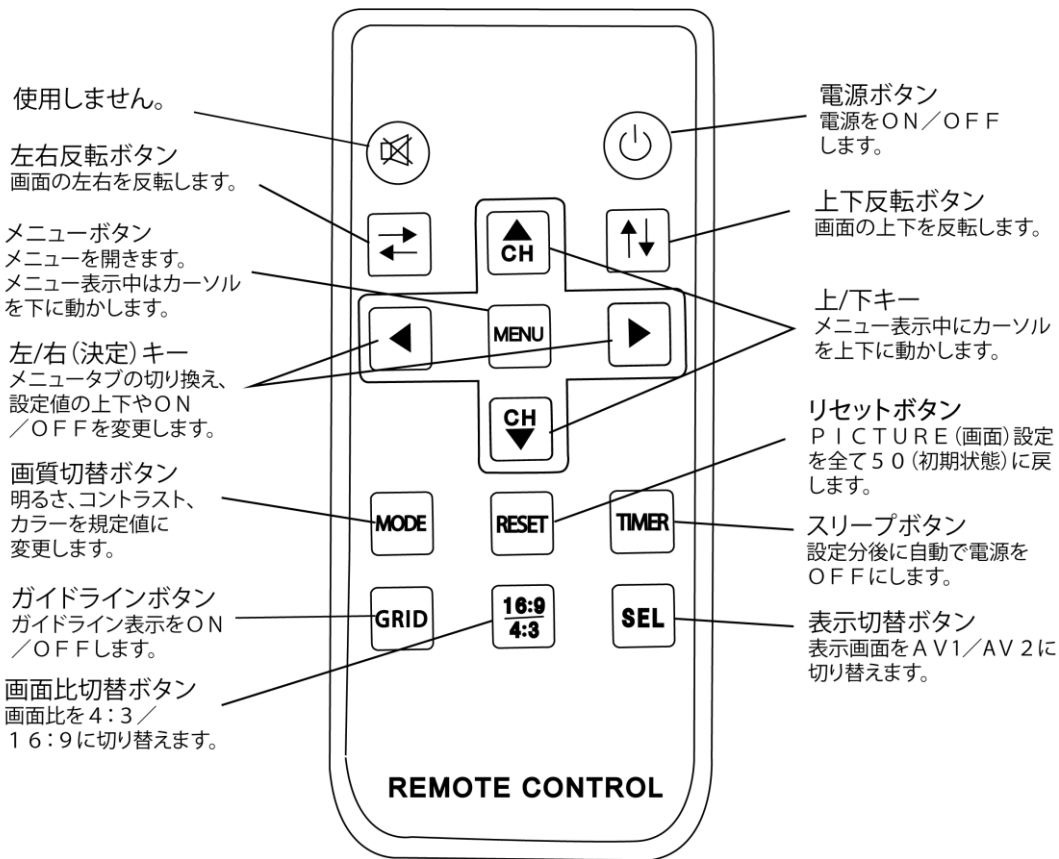 使用しません。
左右反転ボタン
画面の左右を反転します。
メニューボタン
メニューを開きます。
メニュー表示中はカーソル
を下に動かします。
左/右(決定)キー
メニュータブの切り換え、
設定値の上下やON
/OFFを変更します。
画質切替ボタン
明るさ、コントラスト、
カラーを規定値に
変更します。
ガイドラインボタン
ガイドライン表示をON
/OFFします。
画面比切替ボタン
画面比を4:3/
16:9に切り替えます。
CH
MENU
CH
MODE
RESET
TIMER
GRID
16:9
4:3
SEL
REMOTE CONTROL
電源ボタン
電源をON/OFF
します。
上下反転ボタン
画面の上下を反転します。
上/下キー
メニュー表示中にカーソル
を上下に動かします。
リセットボタン
PICTURE(画面)設定
を全て50(初期状態)に戻
します。
スリープボタン
設定分後に自動で電源を
OFFにします。
表示切替ボタン
表示画面をAV1/AV2に
切り替えます。